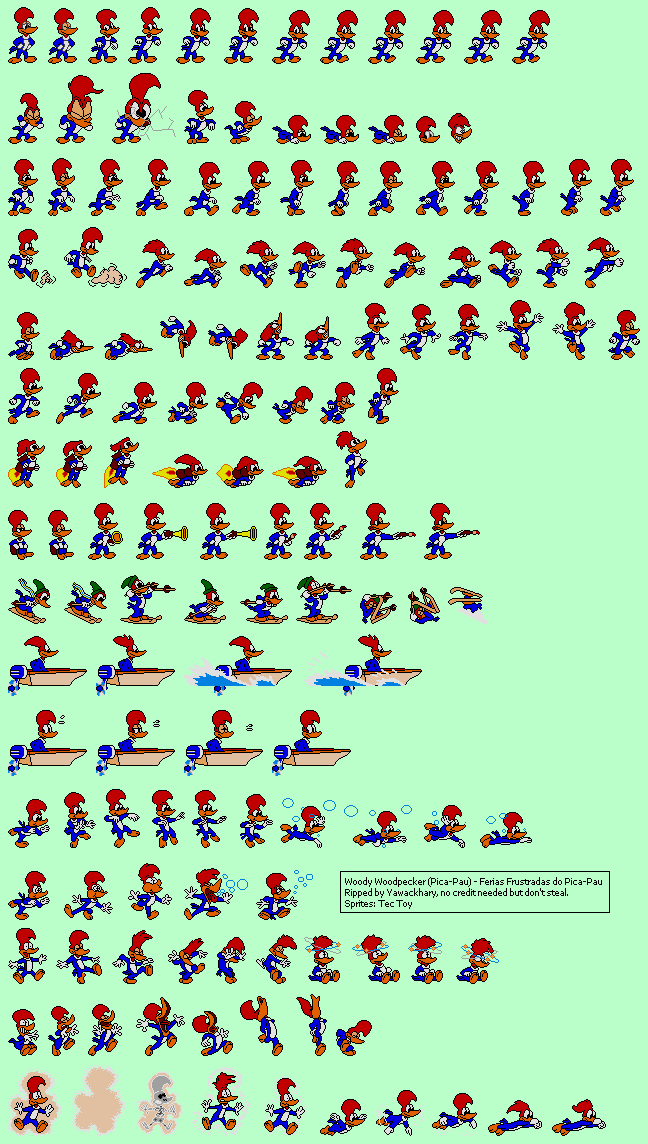 Woody Woodpecker (Pica-Pau) - Ferias Frustradas do Pica-Pau
Ripped by Yawackhary, no credit needed but don't steal.
Sprites: Tec Toy